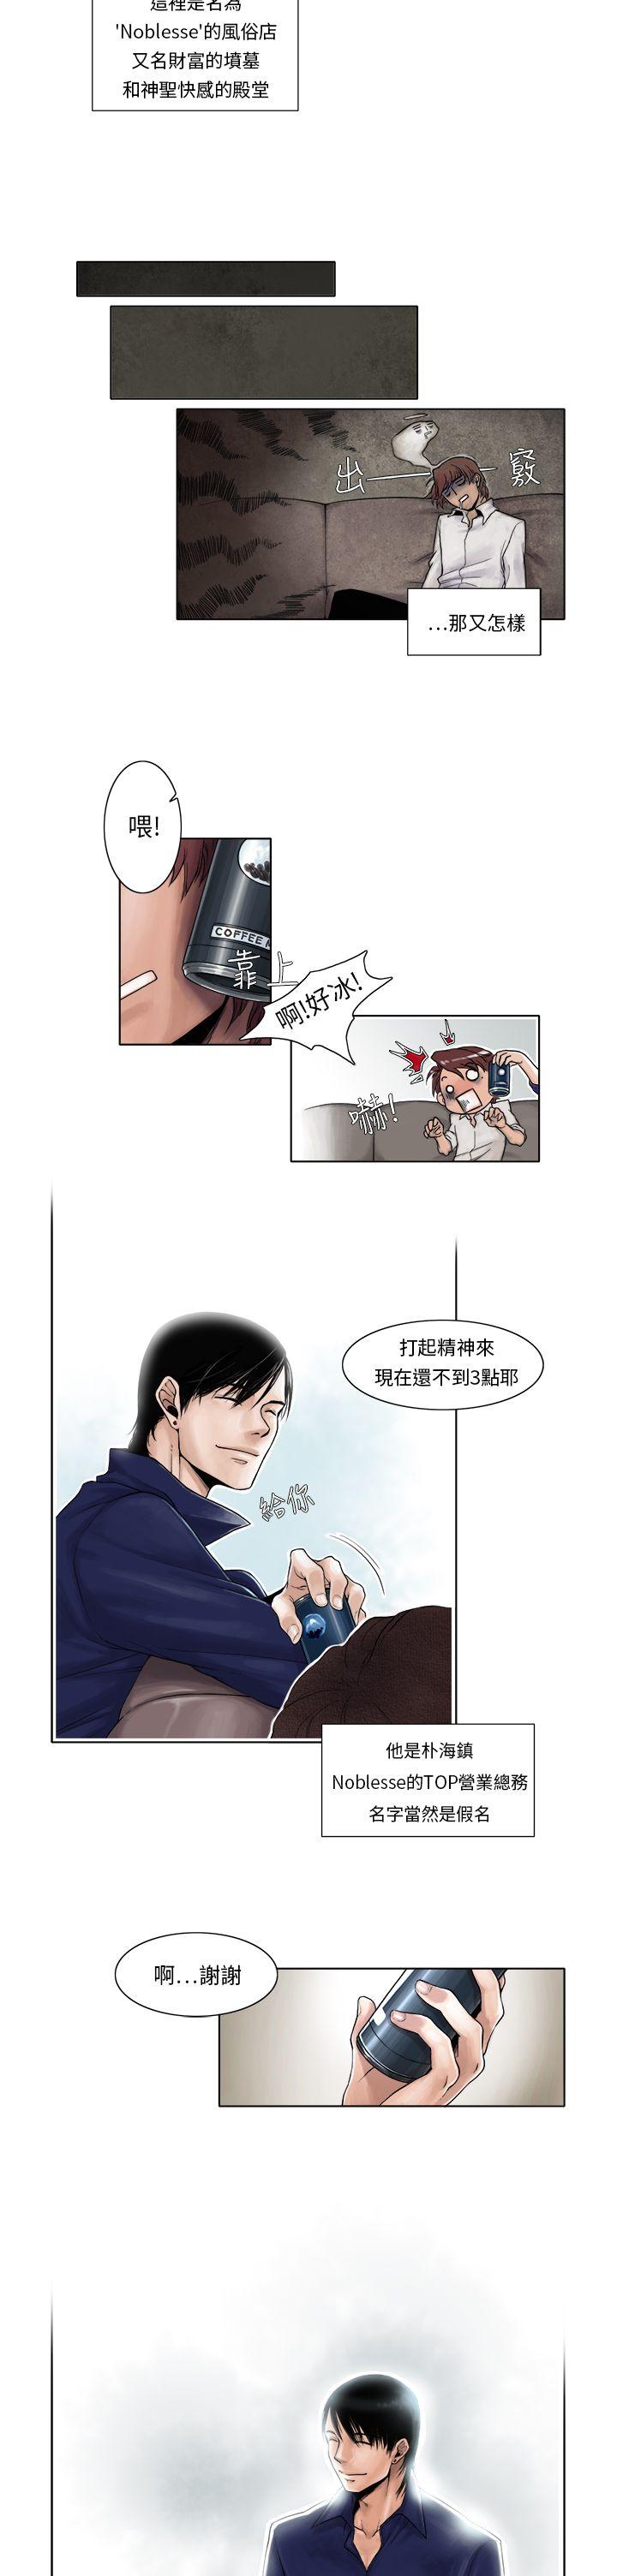 這裡是名為
'Noblesse'的風俗店
又名財富的墳墓
和神聖快感的殿堂
出——竅
…那又怎樣
喂!
COFFEE
靠上
啊!好冰!
嚇!
打起精神來
現在還不到3點耶
給你
他是朴海鎮
Noblesse的TOP營業總務
名字當然是假名
啊…謝謝